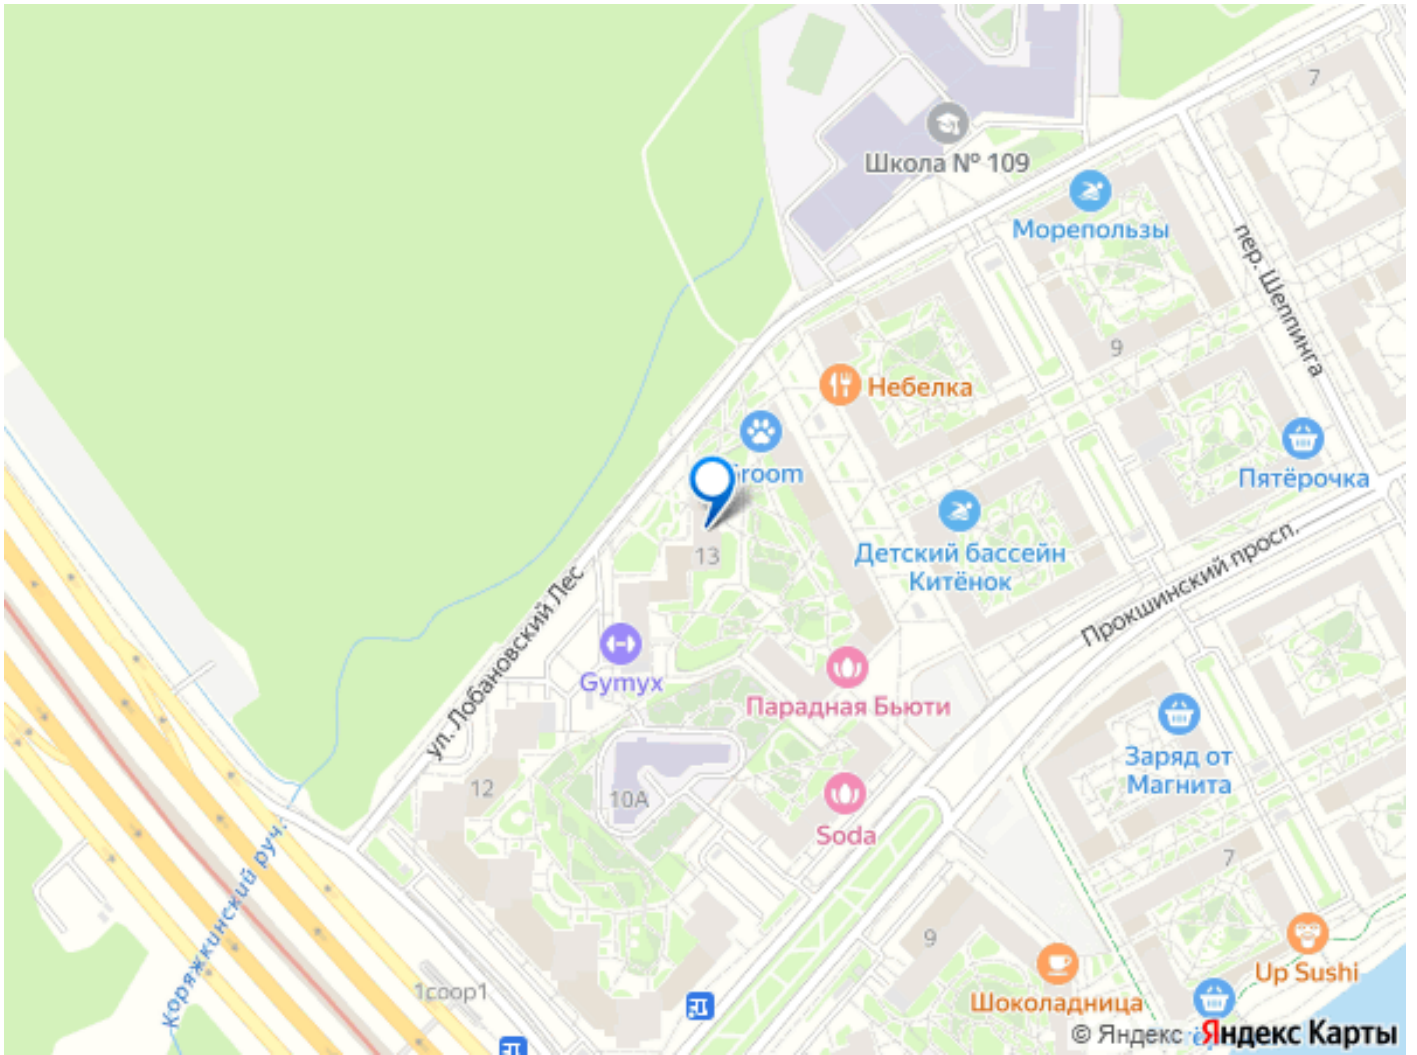 7
Школа № 109
Морепользы
пер. Шеппинга
9
Небелка
room
Пятёрочка
13
Детский бассейн
Китёнок
Прокшинский просп.
ул. Лобановский Лес
Gymyx
Парадная Бьюти
Заряд от
Магнита
12
10А
Soda
7
Коряжкинский руч.
9
Up Sushi
1соор1
Шоколадница
© Яндекс
Яндекс Карты